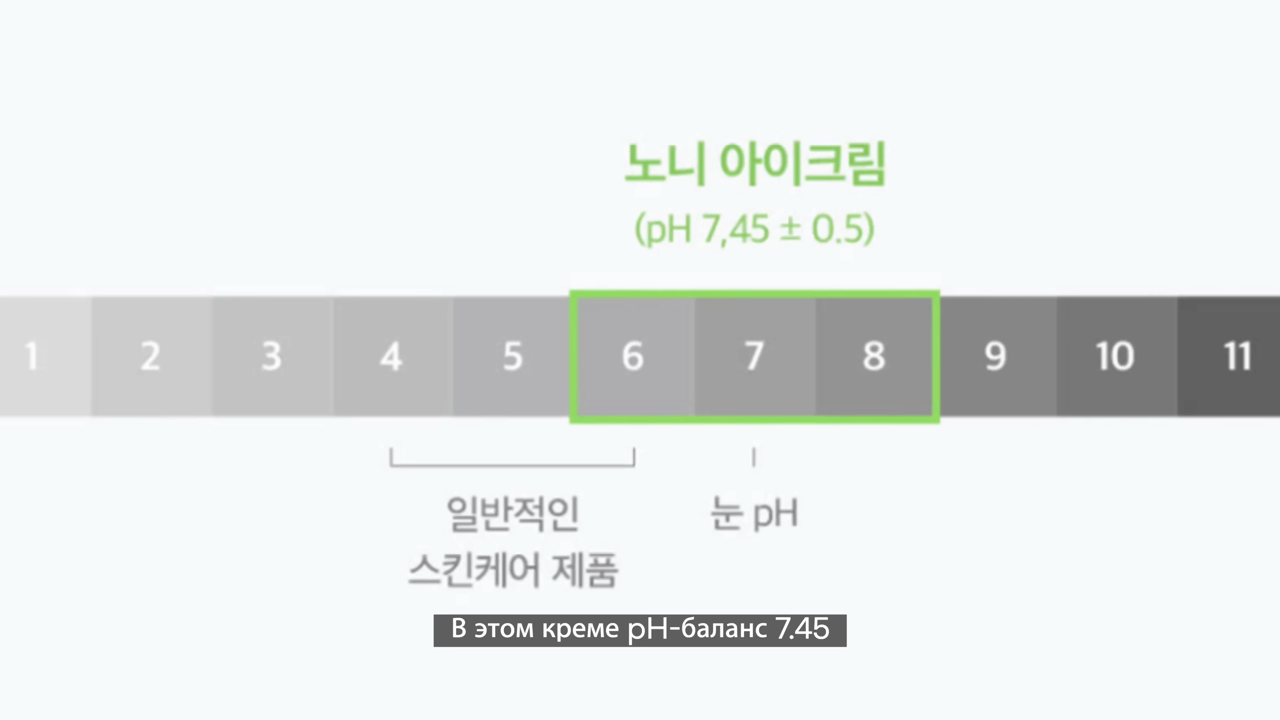 노니 아이크림
(pH 7,45 ± 0.5)
1 2 3 4 5 6 7 8 9 10 11
일반적인
스킨케어 제품
눈 pH
В этом креме pH-баланс 7.45